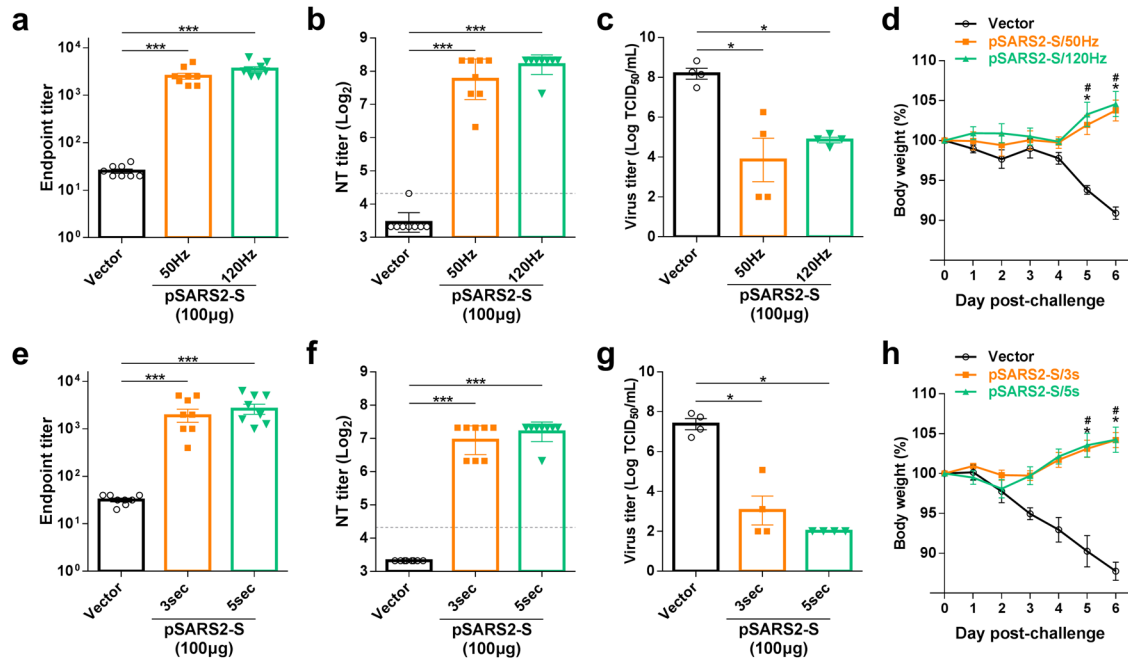 a
Endpoint titer
10⁴
10³
10²
10¹
10⁰
***
***
Vector
50Hz
120Hz
pSARS2-S
(100μg)
b
NT titer (Log₂)
9
8
7
6
5
4
3
***
***
Vector
50Hz
120Hz
pSARS2-S
(100μg)
c
Virus titer (Log TCID₅₀/mL)
10
8
6
4
2
0
*
*
Vector
50Hz
120Hz
pSARS2-S
(100μg)
d
Vector
pSARS2-S/50Hz
pSARS2-S/120Hz
Body weight (%)
110
105
100
95
90
# #
* *
0 1 2 3 4 5 6
Day post-challenge
e
Endpoint titer
10⁴
10³
10²
10¹
10⁰
***
***
Vector
3sec
5sec
pSARS2-S
(100μg)
f
NT titer (Log₂)
9
8
7
6
5
4
3
***
***
Vector
3sec
5sec
pSARS2-S
(100μg)
g
Virus titer (Log TCID₅₀/mL)
10
8
6
4
2
0
*
*
Vector
3sec
5sec
pSARS2-S
(100μg)
h
Vector
pSARS2-S/3s
pSARS2-S/5s
Body weight (%)
110
105
100
95
90
# #
* *
0 1 2 3 4 5 6
Day post-challenge